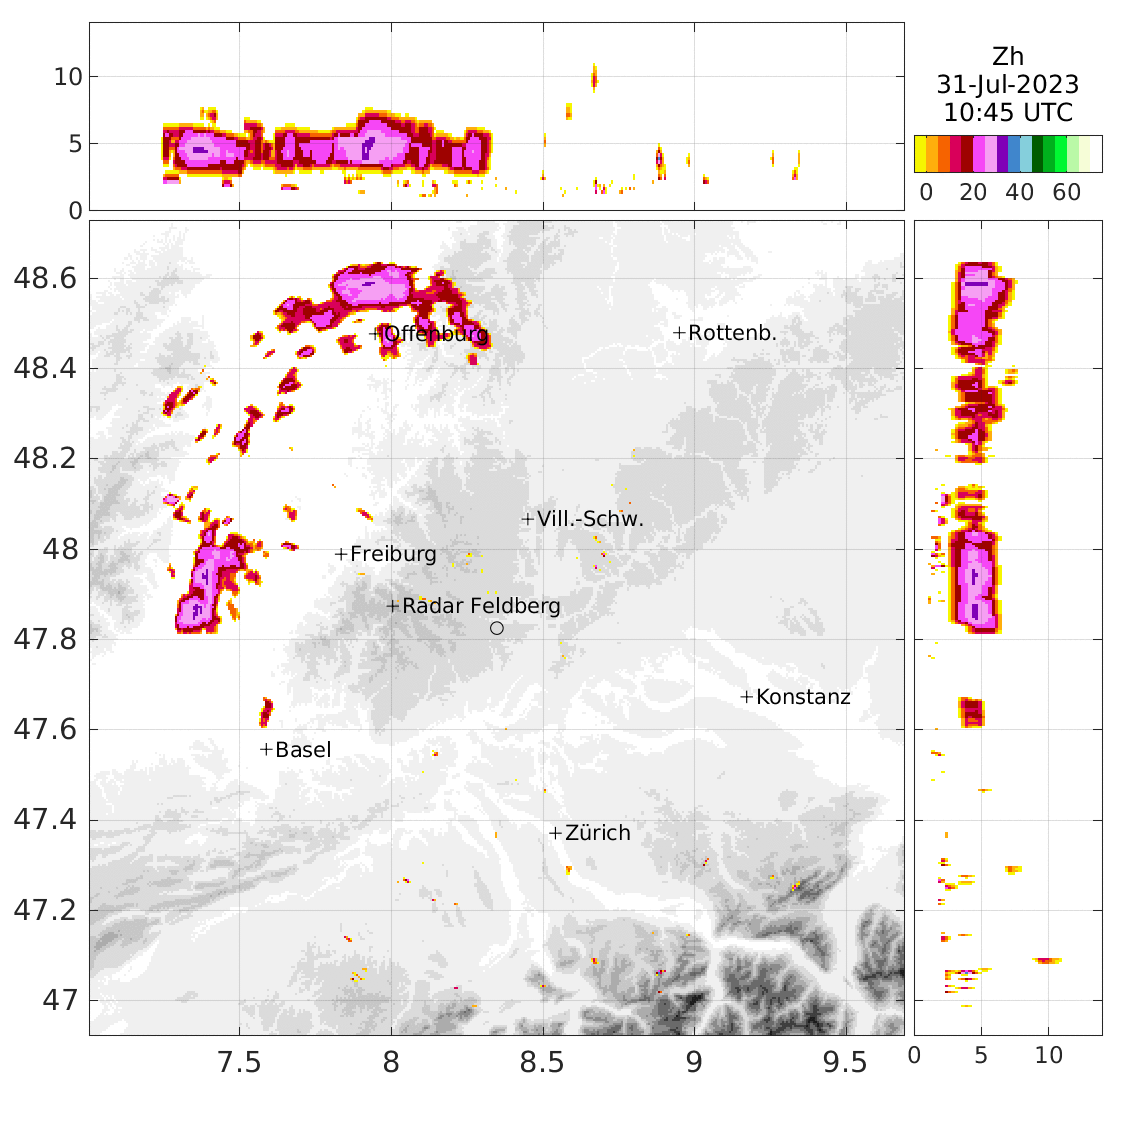 Zh
31-Jul-2023
10:45 UTC
0 20 40 60
10
5
0
48.6
48.4
48.2
48
47.8
47.6
47.4
47.2
47
Offenburg
Rottenb.
Vill.-Schw.
Freiburg
Radar Feldberg
Konstanz
Basel
Zürich
7.5 8 8.5 9 9.5
0 5 10